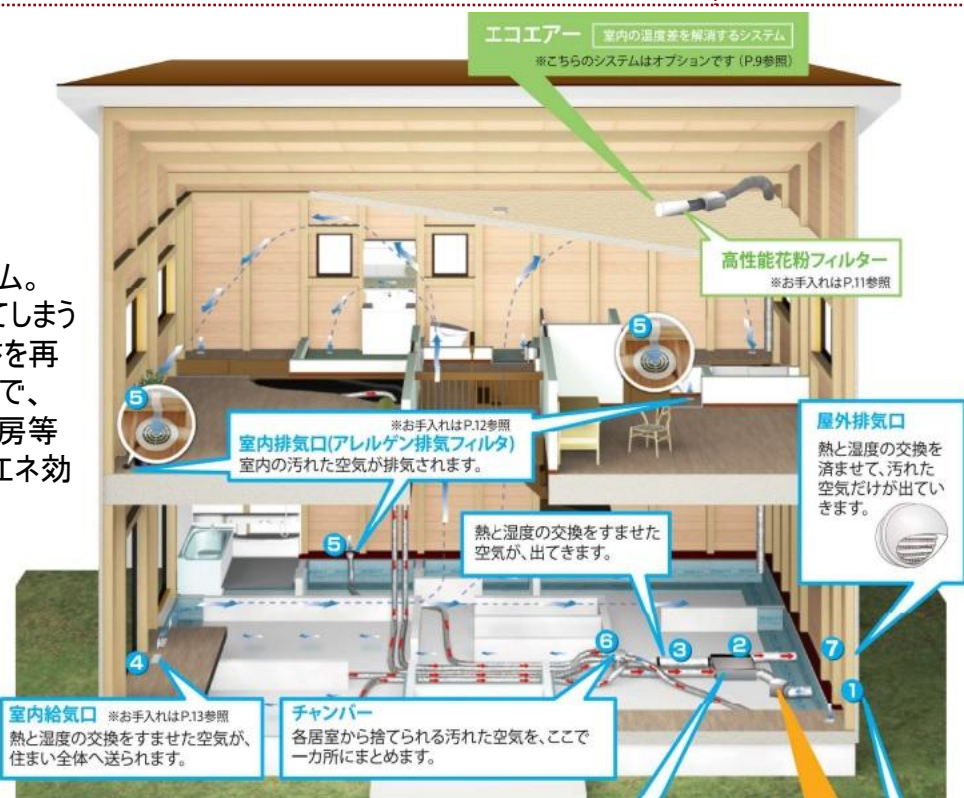 エコエアー 室内の温度差を解消するシステム
※こちらのシステムはオプションです（P.9参照）
高性能花粉フィルター
※お手入れはP.11参照
ム。
てしまう
を再
で、
房等
エネ効
5
5
※お手入れはP.12参照
室内排気口(アレルゲン排気フィルタ)
室内の汚れた空気が排気されます。
屋外排気口
熱と湿度の交換を
済ませて、汚れた
空気だけが出てい
きます。
熱と湿度の交換をすませた
空気が、出てきます。
5
4
6
3
2
7
1
室内給気口 ※お手入れはP.13参照
熱と湿度の交換をすませた空気が、
住まい全体へ送られます。
チャンバー
各居室から捨てられる汚れた空気を、ここで
一カ所にまとめます。